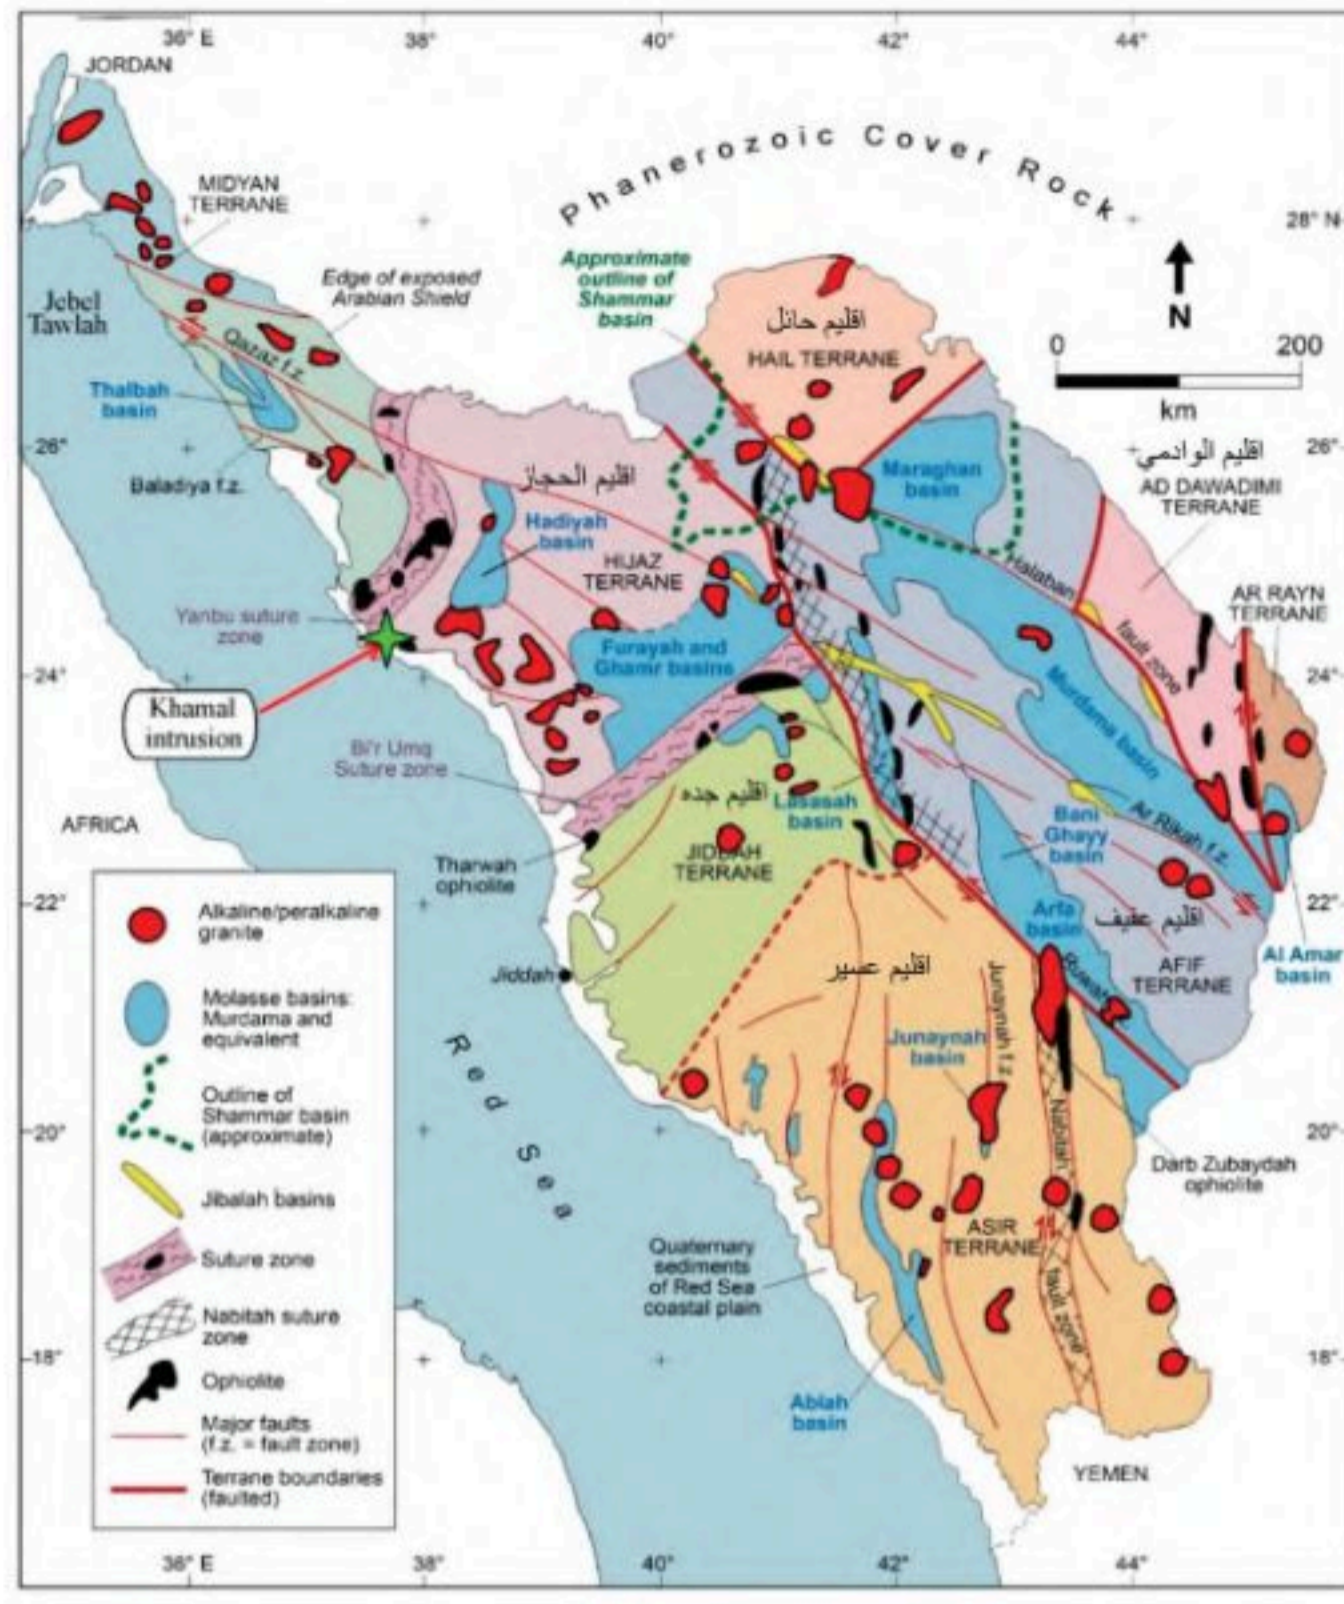 36° E
38°
40°
42°
44°
JORDAN
Phanerozoic Cover Rock
MIDYAN
TERRANE
28° N
Edge of exposed
Arabian Shield
Approximate
outline of
Shammar
basin
N
Jebel
Tawlah
اقليم حائل
HAIL TERRANE
0
200
km
Qazaz f.z.
Thalbah
basin
26°
26°
اقليم الوادمي
AD DAWADIMI
TERRANE
Baladiya f.z.
اقليم الحجاز
Maraghan
basin
Hadiyah
basin
HIJAZ
TERRANE
Halaban
fault zone
AR RAYN
TERRANE
Yanbu suture
zone
Furayah and
Ghamr basins
24°
24°
Khamal
intrusion
Murdama basin
Bi'r Umq
Suture zone
اقليم جده
Lasasah
basin
Bani
Ghayy
basin
Ar Rikah f.z.
AFRICA
JIDDAH
TERRANE
Tharwah
ophiolite
22°
22°
Arfa
basin
اقليم عفيف
AFIF
TERRANE
Al Amar
basin
اقليم عسير
Ruwah
Jiddah
Junaynah f.z.
Junaynah
basin
Red Sea
Nabitah
fault zone
20°
20°
Darb Zubaydah
ophiolite
ASIR
TERRANE
Quaternary
sediments
of Red Sea
coastal plain
18°
18°
Ablah
basin
YEMEN
Alkaline/peralkaline
granite
Molasse basins:
Murdama and
equivalent
Outline of
Shammar basin
(approximate)
Jibalah basins
Suture zone
Nabitah suture
zone
Ophiolite
Major faults
(f.z. = fault zone)
Terrane boundaries
(faulted)
36° E
38°
40°
42°
44°